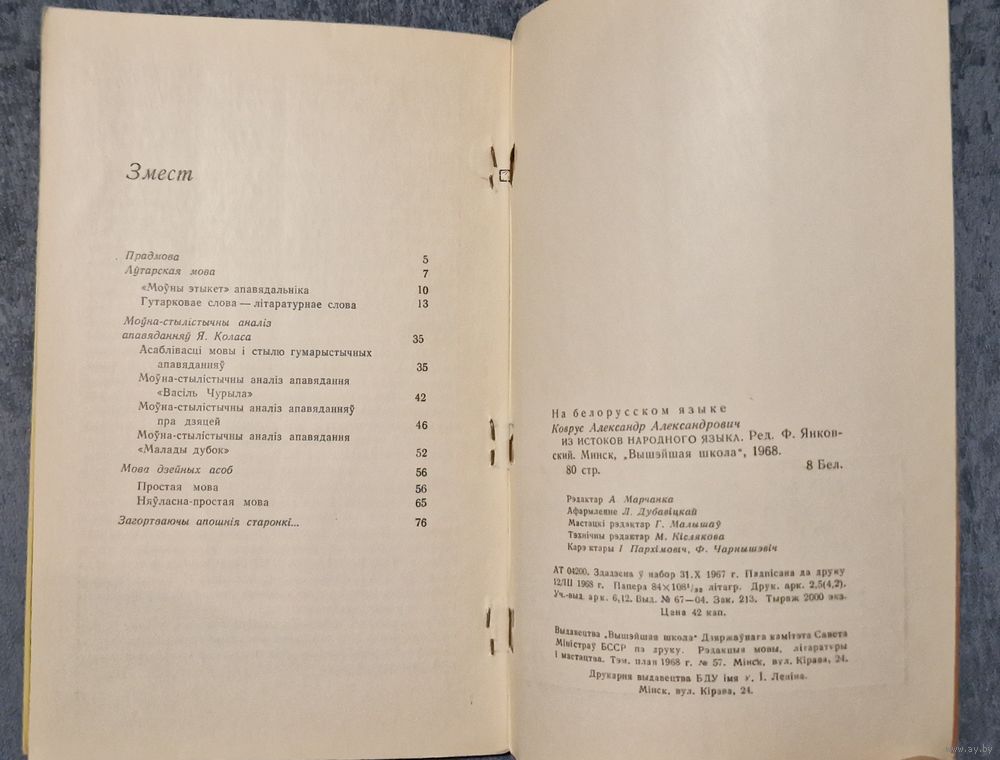 Змест
Прадмова 5
Аўтарская мова 7
«Моўны этыкет» апавядальніка 10
Гутарковае слова — літаратурнае слова 13
Моўна-стылістычны аналіз
апавяданняў Я. Коласа 35
Асаблівасці мовы і стылю гумарыстычных
апавяданняў 35
Моўна-стылістычны аналіз апавядання
«Васіль Чурыла» 42
Моўна-стылістычны аналіз апавяданняў
пра дзяцей 46
Моўна-стылістычны аналіз апавядання
«Малады дубок» 52
Мова дзейных асоб 56
Простая мова 56
Няўласна-простая мова 65
Загортваючы апошнія старонкі... 76
На белорусском языке
Коврус Александр Александрович
ИЗ ИСТОКОВ НАРОДНОГО ЯЗЫКА. Ред. Ф. Янков-
ский. Минск, „Вышэйшая школа", 1968.
80 стр. 8 Бел.
Рэдактар А. Марчанка
Афармленне Л. Дубавіцкай
Мастацкі рэдактар Г. Малышаў
Тэхнічны рэдактар М. Кіслякова
Карэктары І Пархімовіч, Ф. Чарнышэвіч
АТ 04200. Здадзена ў набор 31.X 1967 г. Падпісана да друку
12/III 1968 г. Папера 84×108¹/₃₂ літагр. Друк. арк. 2,5(4,2).
Уч.-выд. арк. 6,12. Выд. № 67—04. Зак. 213. Тыраж 2000 экз.
Цана 42 кап.
Выдавецтва „Вышэйшая школа" Дзяржаўнага камітэта Савета
Міністраў БССР па друку. Рэдакцыя мовы, літаратуры
і мастацтва. Тэм. план 1968 г. № 57. Мінск, вул. Кірава, 24.
Друкарня выдавецтва БДУ імя У. І. Леніна.
Мінск, вул. Кірава, 24.
www.ay.by